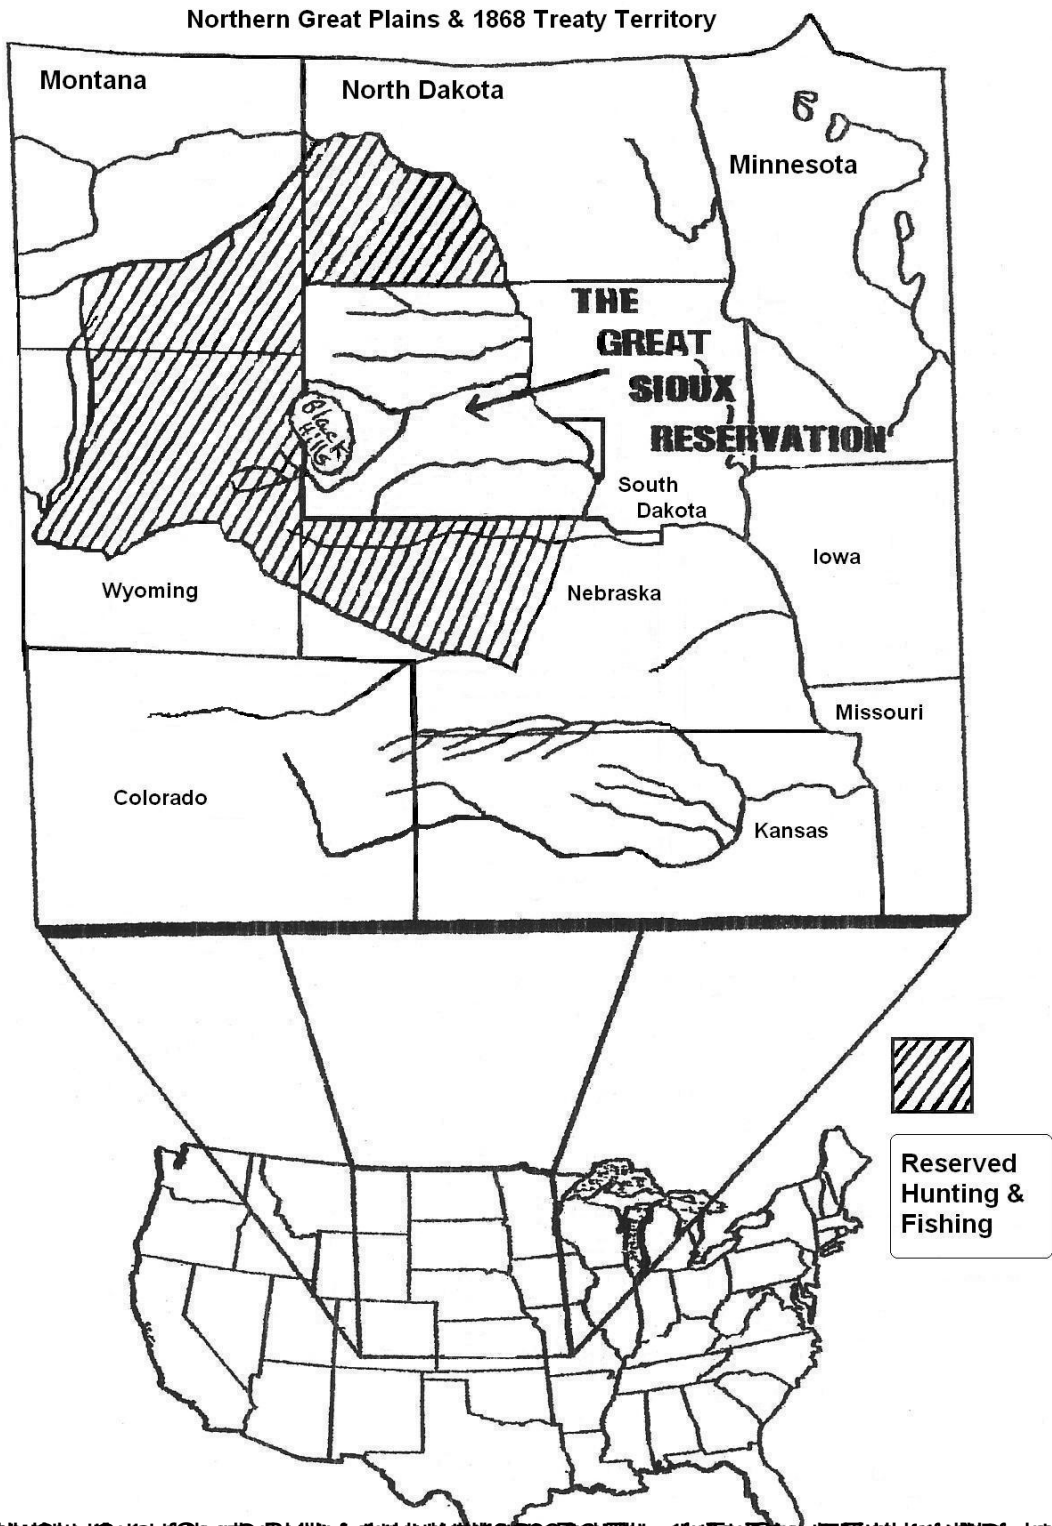 Northern Great Plains & 1868 Treaty Territory
Montana
North Dakota
Minnesota
THE
GREAT
SIOUX
RESERVATION
Black
Hills
South
Dakota
Iowa
Wyoming
Nebraska
Missouri
Colorado
Kansas
Reserved
Hunting &
Fishing